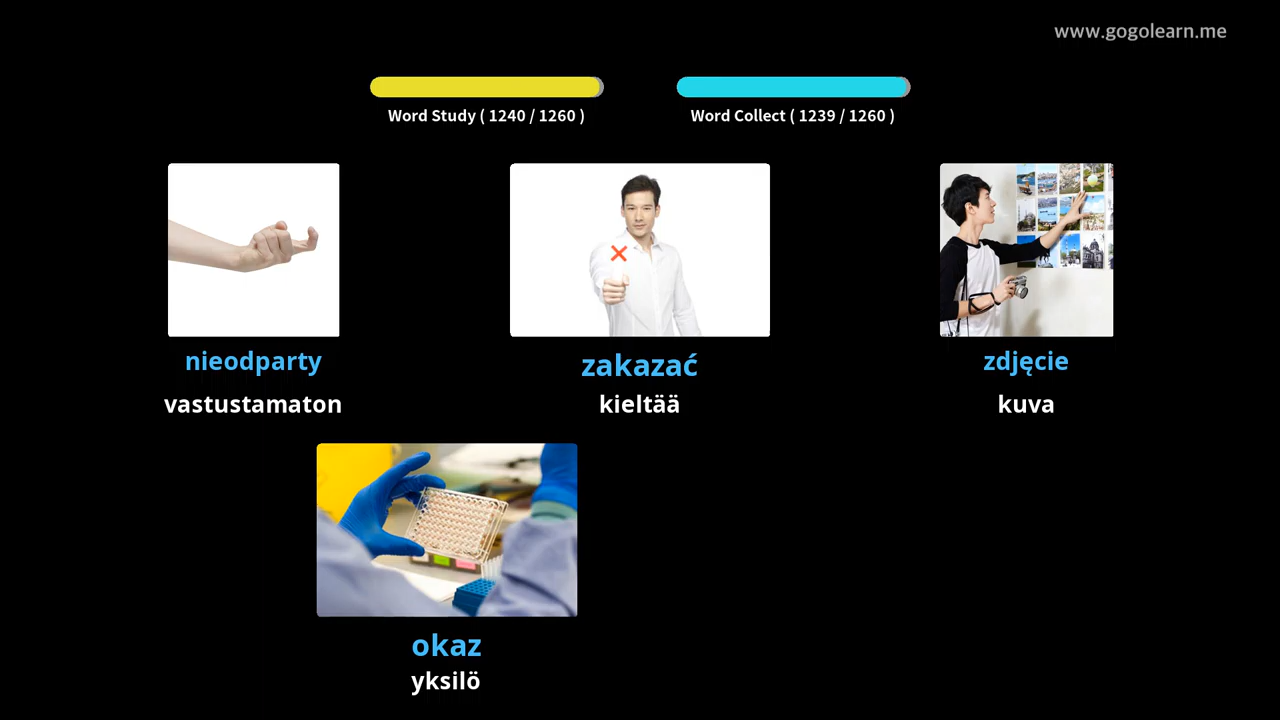 www.gogolearn.me
Word Study ( 1240 / 1260 )
Word Collect ( 1239 / 1260 )
nieodparty
vastustamaton
zakazać
kieltää
zdjęcie
kuva
okaz
yksilö